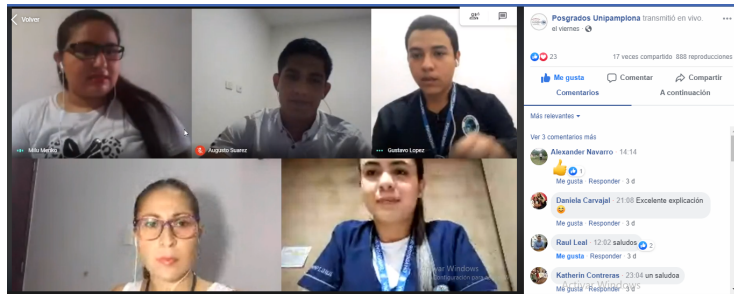 Volver
Milu Menko
Augusto Suarez
Gustavo Lopez
Posgrados Unipamplona transmitió en vivo.
el viernes ·
23
17 veces compartido 888 reproducciones
Me gusta
Comentar
Compartir
Comentarios
A continuación
Más relevantes
Ver 3 comentarios más
Alexander Navarro · 14:14
1
Me gusta · Responder · 3 d
Daniela Carvajal · 21:08 Excelente explicación
Me gusta · Responder · 3 d
Raul Leal · 12:02 saludos
2
Me gusta · Responder · 3 d
Katherin Contreras · 23:04 un saludoa
Me gusta · Responder · 3 d
Activar Windows